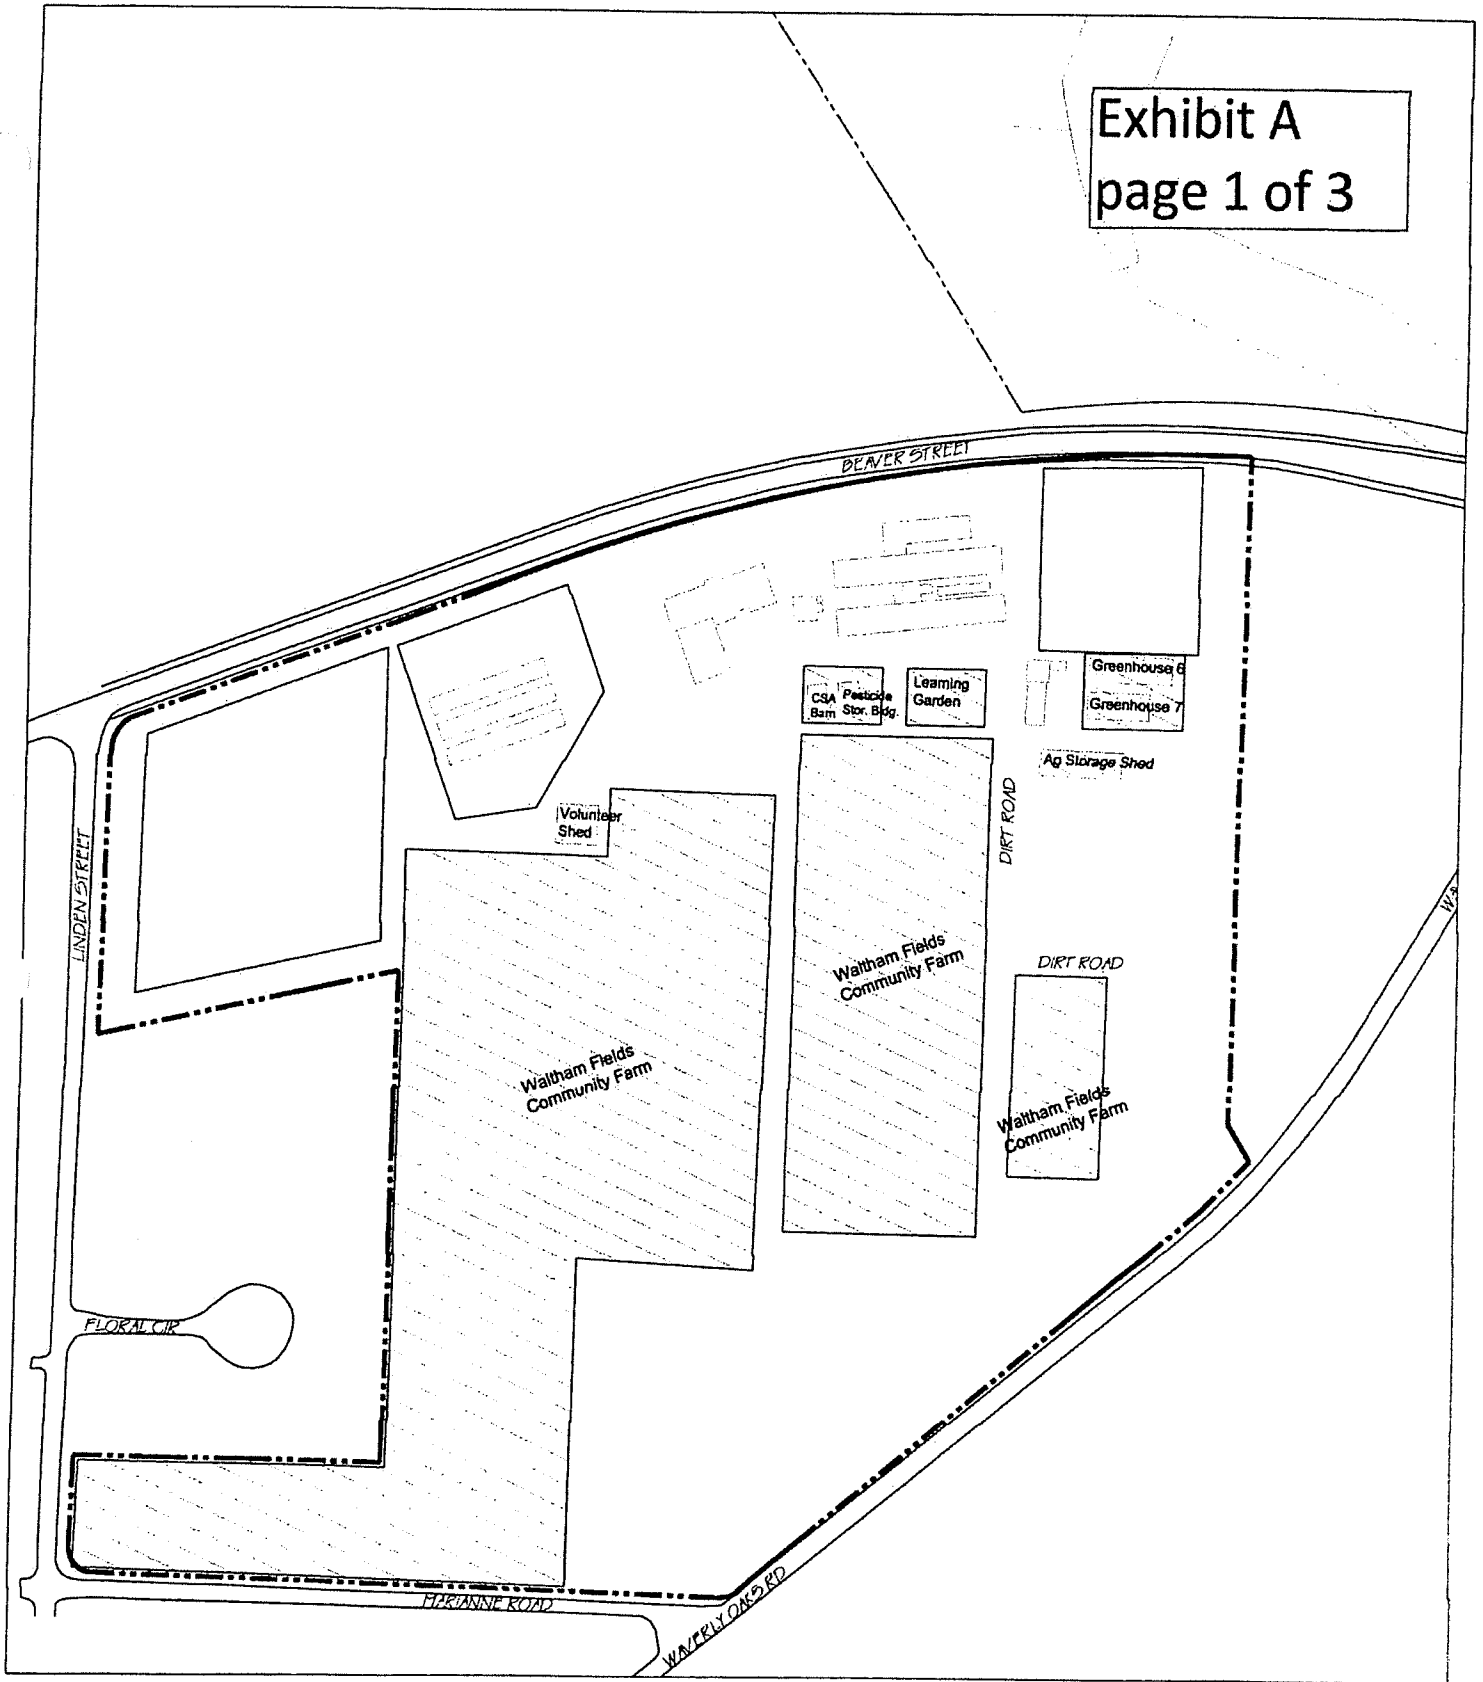 Exhibit A
page 1 of 3
BEAVER STREET
Greenhouse 6
Greenhouse 7
CSA
Barn
Pesticide
Stor. Bldg.
Learning
Garden
Ag Storage Shed
DIRT ROAD
Volunteer
Shed
LINDEN STREET
Waltham Fields
Community Farm
DIRT ROAD
Waltham Fields
Community Farm
Waltham Fields
Community Farm
FLORAL CIR
MARIANNE ROAD
WAVERLY OAKS RD